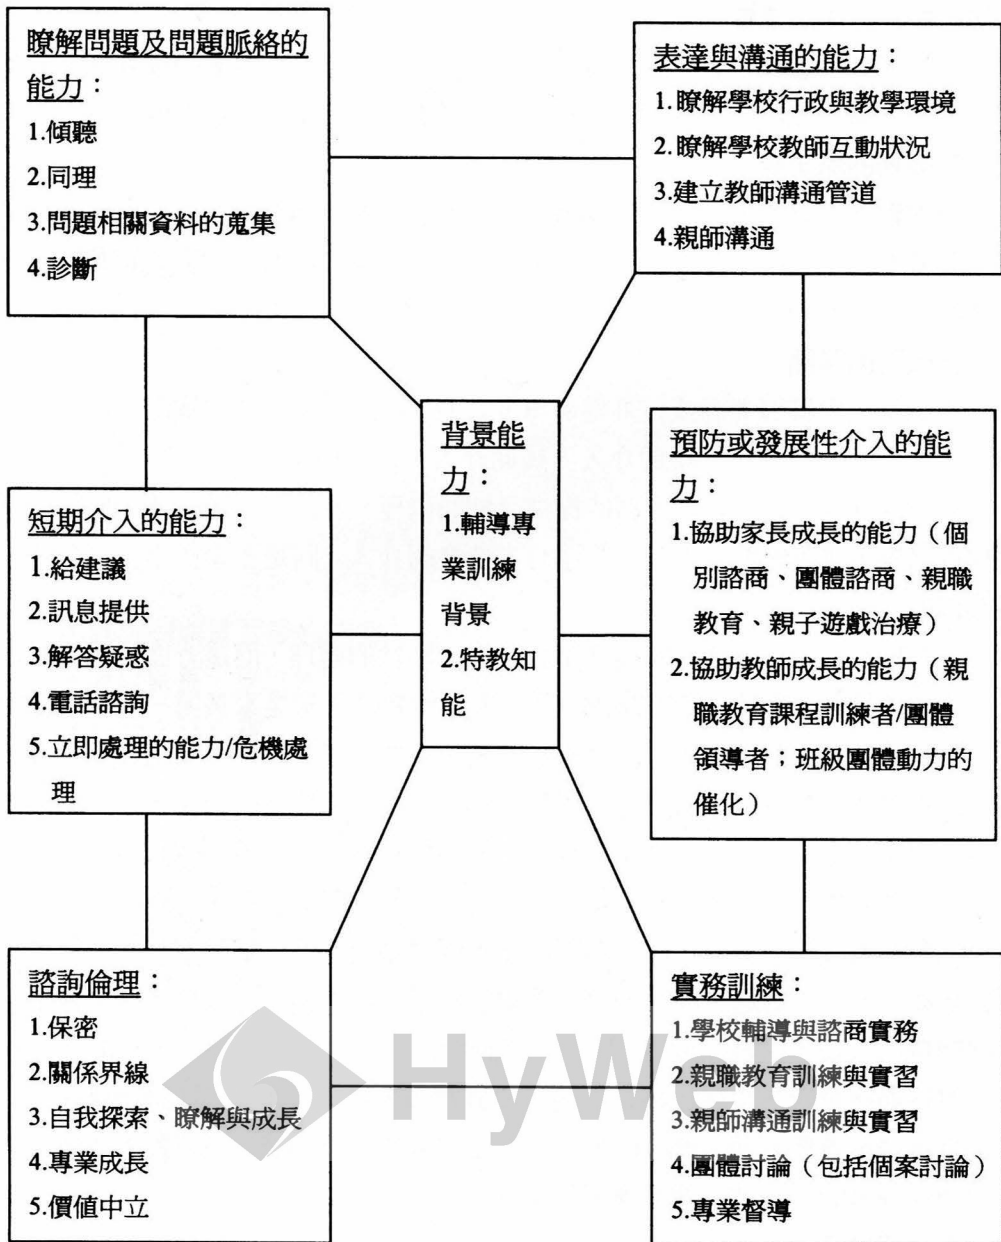 瞭解問題及問題脈絡的
能力：
1.傾聽
2.同理
3.問題相關資料的蒐集
4.診斷
表達與溝通的能力：
1.瞭解學校行政與教學環境
2.瞭解學校教師互動狀況
3.建立教師溝通管道
4.親師溝通
背景能
力：
1.輔導專
業訓練
背景
2.特教知
能
短期介入的能力：
1.給建議
2.訊息提供
3.解答疑惑
4.電話諮詢
5.立即處理的能力/危機處
理
預防或發展性介入的能
力：
1.協助家長成長的能力（個
別諮商、團體諮商、親職
教育、親子遊戲治療）
2.協助教師成長的能力（親
職教育課程訓練者/團體
領導者；班級團體動力的
催化）
諮詢倫理：
1.保密
2.關係界線
3.自我探索、瞭解與成長
4.專業成長
5.價值中立
實務訓練：
1.學校輔導與諮商實務
2.親職教育訓練與實習
3.親師溝通訓練與實習
4.團體討論（包括個案討論）
5.專業督導
HyWeb